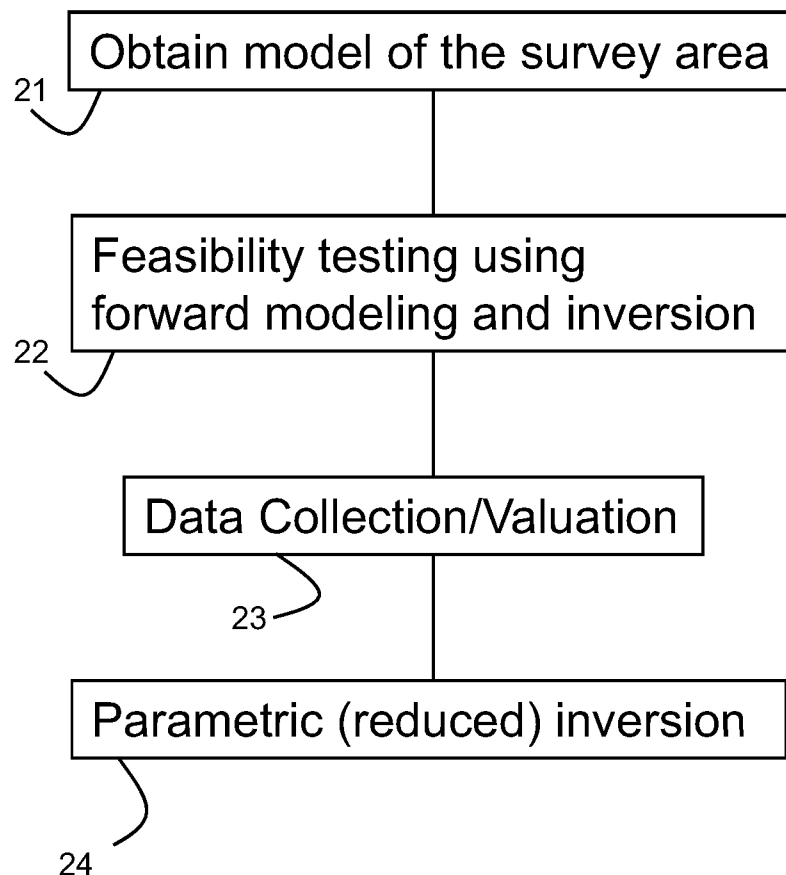 Obtain model of the survey area
21
Feasibility testing using
forward modeling and inversion
22
Data Collection/Valuation
23
Parametric (reduced) inversion
24